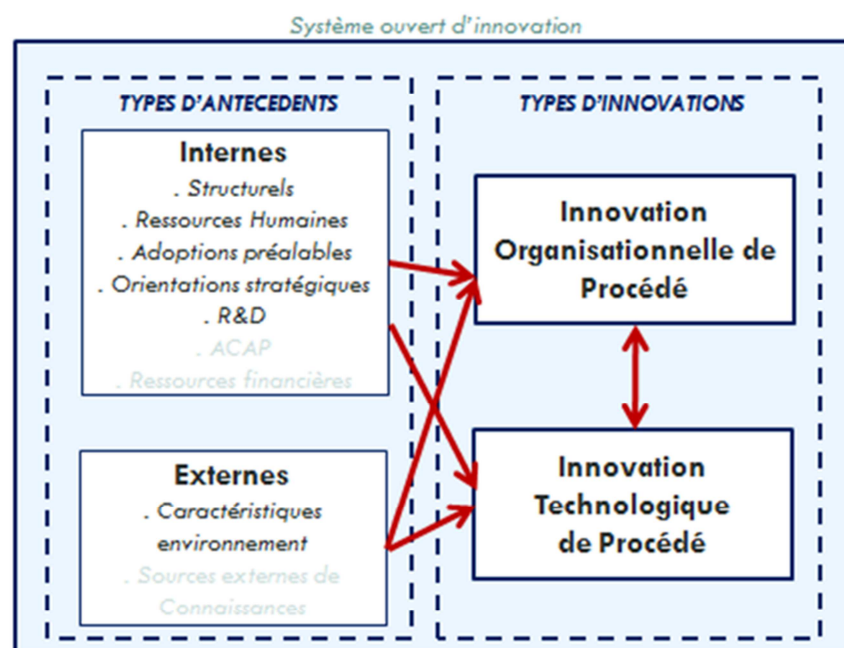 Système ouvert d'innovation
TYPES D'ANTECEDENTS
Internes
. Structurels
. Ressources Humaines
. Adoptions préalables
. Orientations stratégiques
. R&D
. ACAP
. Ressources financières
Externes
. Caractéristiques
environnement
. Sources externes de
Connaissances
TYPES D'INNOVATIONS
Innovation
Organisationnelle de
Procédé
Innovation
Technologique
de Procédé